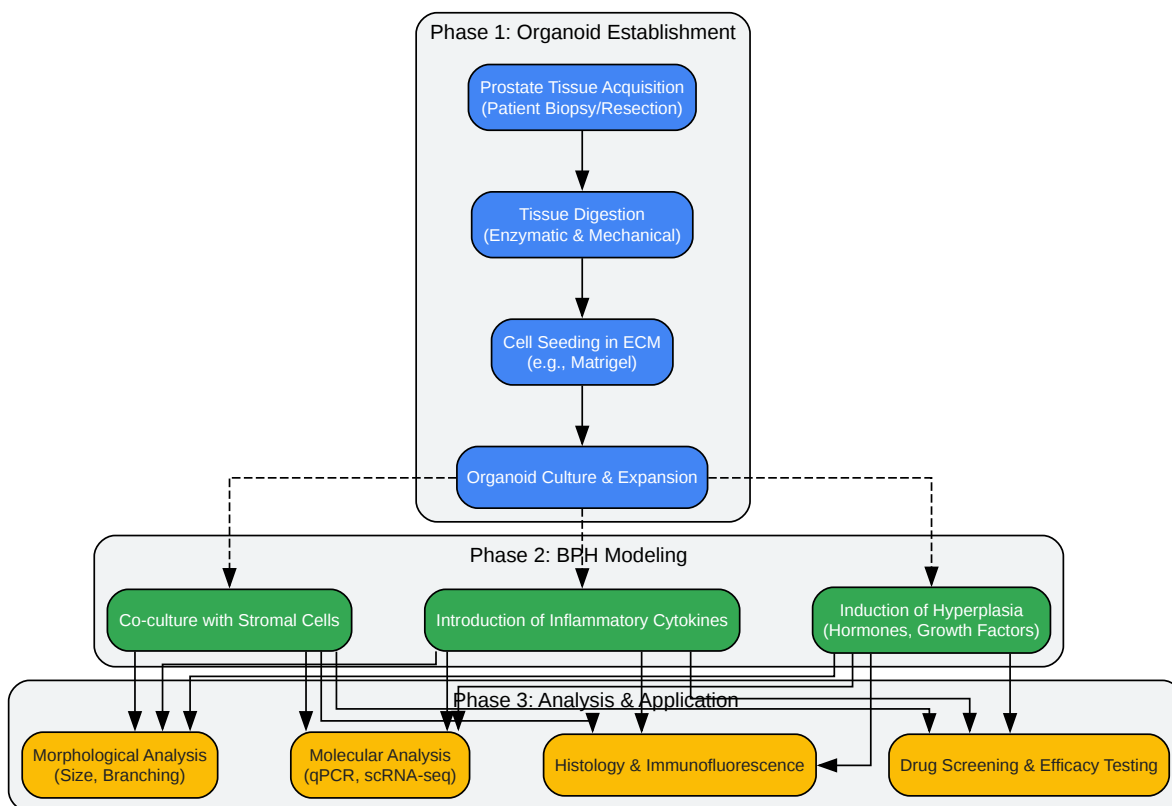 Phase 1: Organoid Establishment
Prostate Tissue Acquisition
(Patient Biopsy/Resection)
Tissue Digestion
(Enzymatic & Mechanical)
Cell Seeding in ECM
(e.g., Matrigel)
Organoid Culture & Expansion
Phase 2: BPH Modeling
Co-culture with Stromal Cells
Introduction of Inflammatory Cytokines
Induction of Hyperplasia
(Hormones, Growth Factors)
Phase 3: Analysis & Application
Morphological Analysis
(Size, Branching)
Molecular Analysis
(qPCR, scRNA-seq)
Histology & Immunofluorescence
Drug Screening & Efficacy Testing